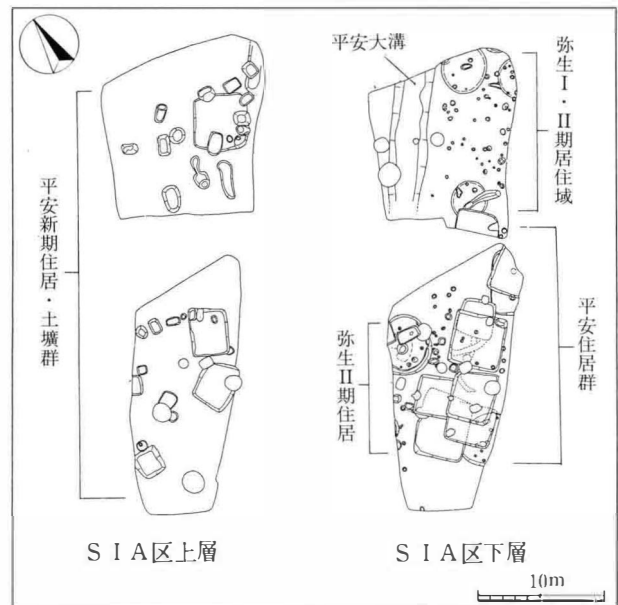 平安大溝
弥生Ⅰ・Ⅱ期居住域
平安新期住居・土壙群
弥生Ⅱ期住居
平安住居群
ＳＩＡ区上層
ＳＩＡ区下層
10m